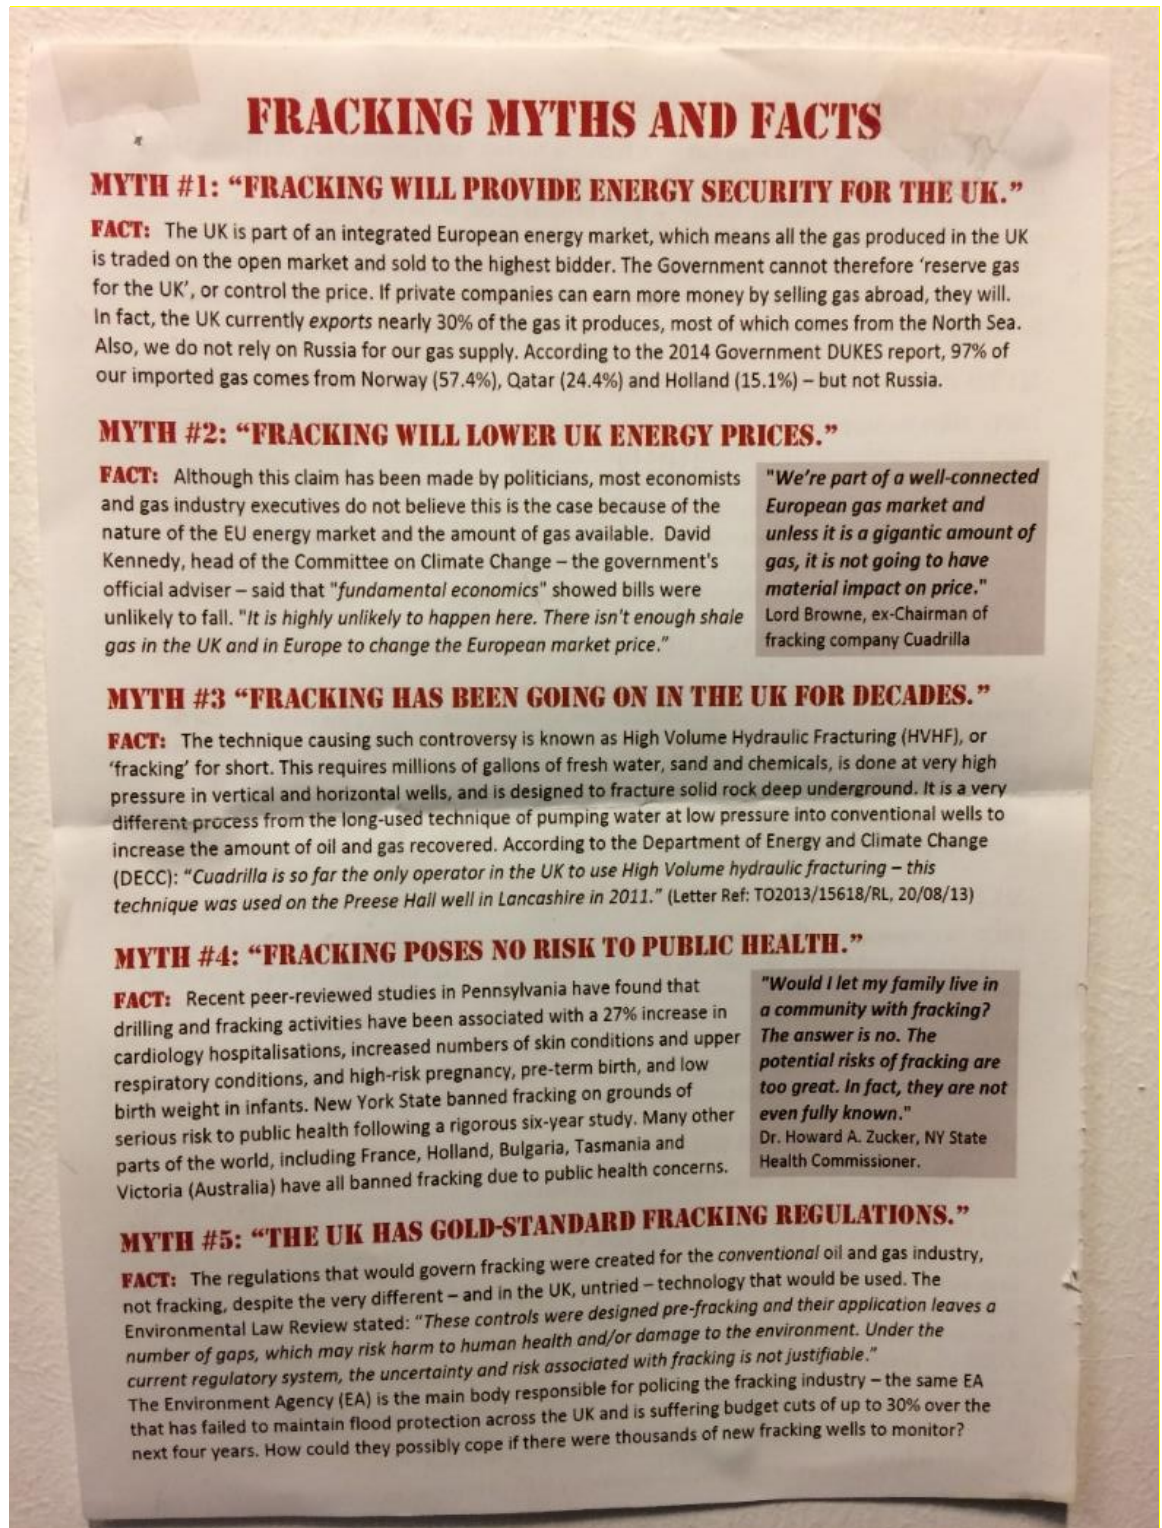 FRACKING MYTHS AND FACTS
MYTH #1: “FRACKING WILL PROVIDE ENERGY SECURITY FOR THE UK.”
FACT: The UK is part of an integrated European energy market, which means all the gas produced in the UK
is traded on the open market and sold to the highest bidder. The Government cannot therefore ‘reserve gas
for the UK’, or control the price. If private companies can earn more money by selling gas abroad, they will.
In fact, the UK currently exports nearly 30% of the gas it produces, most of which comes from the North Sea.
Also, we do not rely on Russia for our gas supply. According to the 2014 Government DUKES report, 97% of
our imported gas comes from Norway (57.4%), Qatar (24.4%) and Holland (15.1%) – but not Russia.
MYTH #2: “FRACKING WILL LOWER UK ENERGY PRICES.”
FACT: Although this claim has been made by politicians, most economists
and gas industry executives do not believe this is the case because of the
nature of the EU energy market and the amount of gas available. David
Kennedy, head of the Committee on Climate Change – the government's
official adviser – said that "fundamental economics" showed bills were
unlikely to fall. "It is highly unlikely to happen here. There isn't enough shale
gas in the UK and in Europe to change the European market price.”
"We’re part of a well-connected
European gas market and
unless it is a gigantic amount of
gas, it is not going to have
material impact on price."
Lord Browne, ex-Chairman of
fracking company Cuadrilla
MYTH #3 “FRACKING HAS BEEN GOING ON IN THE UK FOR DECADES.”
FACT: The technique causing such controversy is known as High Volume Hydraulic Fracturing (HVHF), or
‘fracking’ for short. This requires millions of gallons of fresh water, sand and chemicals, is done at very high
pressure in vertical and horizontal wells, and is designed to fracture solid rock deep underground. It is a very
different process from the long-used technique of pumping water at low pressure into conventional wells to
increase the amount of oil and gas recovered. According to the Department of Energy and Climate Change
(DECC): “Cuadrilla is so far the only operator in the UK to use High Volume hydraulic fracturing – this
technique was used on the Preese Hall well in Lancashire in 2011.” (Letter Ref: TO2013/15618/RL, 20/08/13)
MYTH #4: “FRACKING POSES NO RISK TO PUBLIC HEALTH.”
FACT: Recent peer-reviewed studies in Pennsylvania have found that
drilling and fracking activities have been associated with a 27% increase in
cardiology hospitalisations, increased numbers of skin conditions and upper
respiratory conditions, and high-risk pregnancy, pre-term birth, and low
birth weight in infants. New York State banned fracking on grounds of
serious risk to public health following a rigorous six-year study. Many other
parts of the world, including France, Holland, Bulgaria, Tasmania and
Victoria (Australia) have all banned fracking due to public health concerns.
"Would I let my family live in
a community with fracking?
The answer is no. The
potential risks of fracking are
too great. In fact, they are not
even fully known."
Dr. Howard A. Zucker, NY State
Health Commissioner.
MYTH #5: “THE UK HAS GOLD-STANDARD FRACKING REGULATIONS.”
FACT: The regulations that would govern fracking were created for the conventional oil and gas industry,
not fracking, despite the very different – and in the UK, untried – technology that would be used. The
Environmental Law Review stated: “These controls were designed pre-fracking and their application leaves a
number of gaps, which may risk harm to human health and/or damage to the environment. Under the
current regulatory system, the uncertainty and risk associated with fracking is not justifiable.”
The Environment Agency (EA) is the main body responsible for policing the fracking industry – the same EA
that has failed to maintain flood protection across the UK and is suffering budget cuts of up to 30% over the
next four years. How could they possibly cope if there were thousands of new fracking wells to monitor?